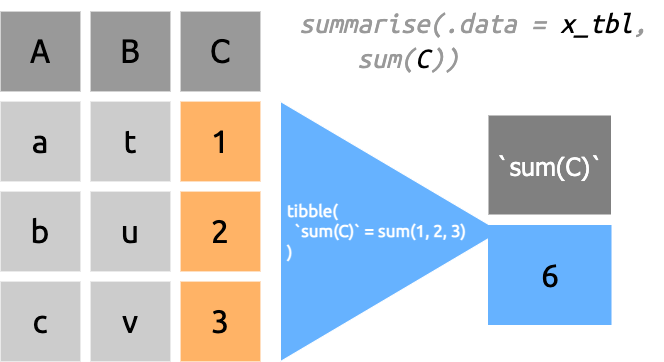 A B C
a t 1
b u 2
c v 3
summarise(.data = x_tbl,
sum(C))
tibble(
`sum(C)` = sum(1, 2, 3)
)
`sum(C)`
6